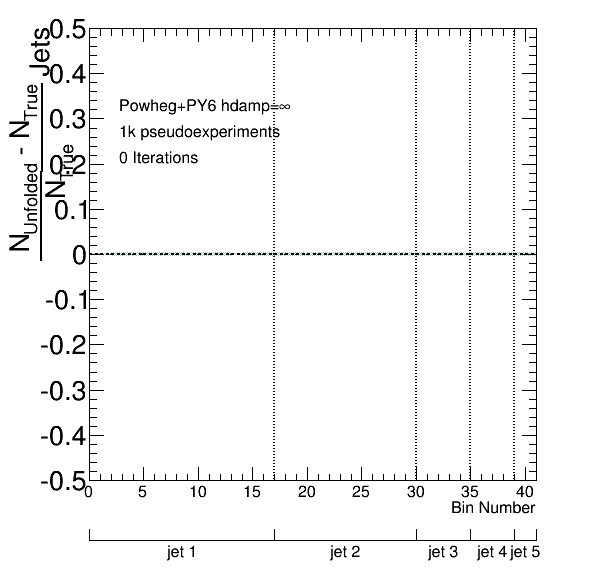 N_Unfolded - N_True Jets
N_True
0.5
0.4
0.3
0.2
0.1
0
-0.1
-0.2
-0.3
-0.4
-0.5
Powheg+PY6 hdamp=∞
1k pseudoexperiments
0 Iterations
0 5 10 15 20 25 30 35 40
Bin Number
jet 1 jet 2 jet 3 jet 4 jet 5